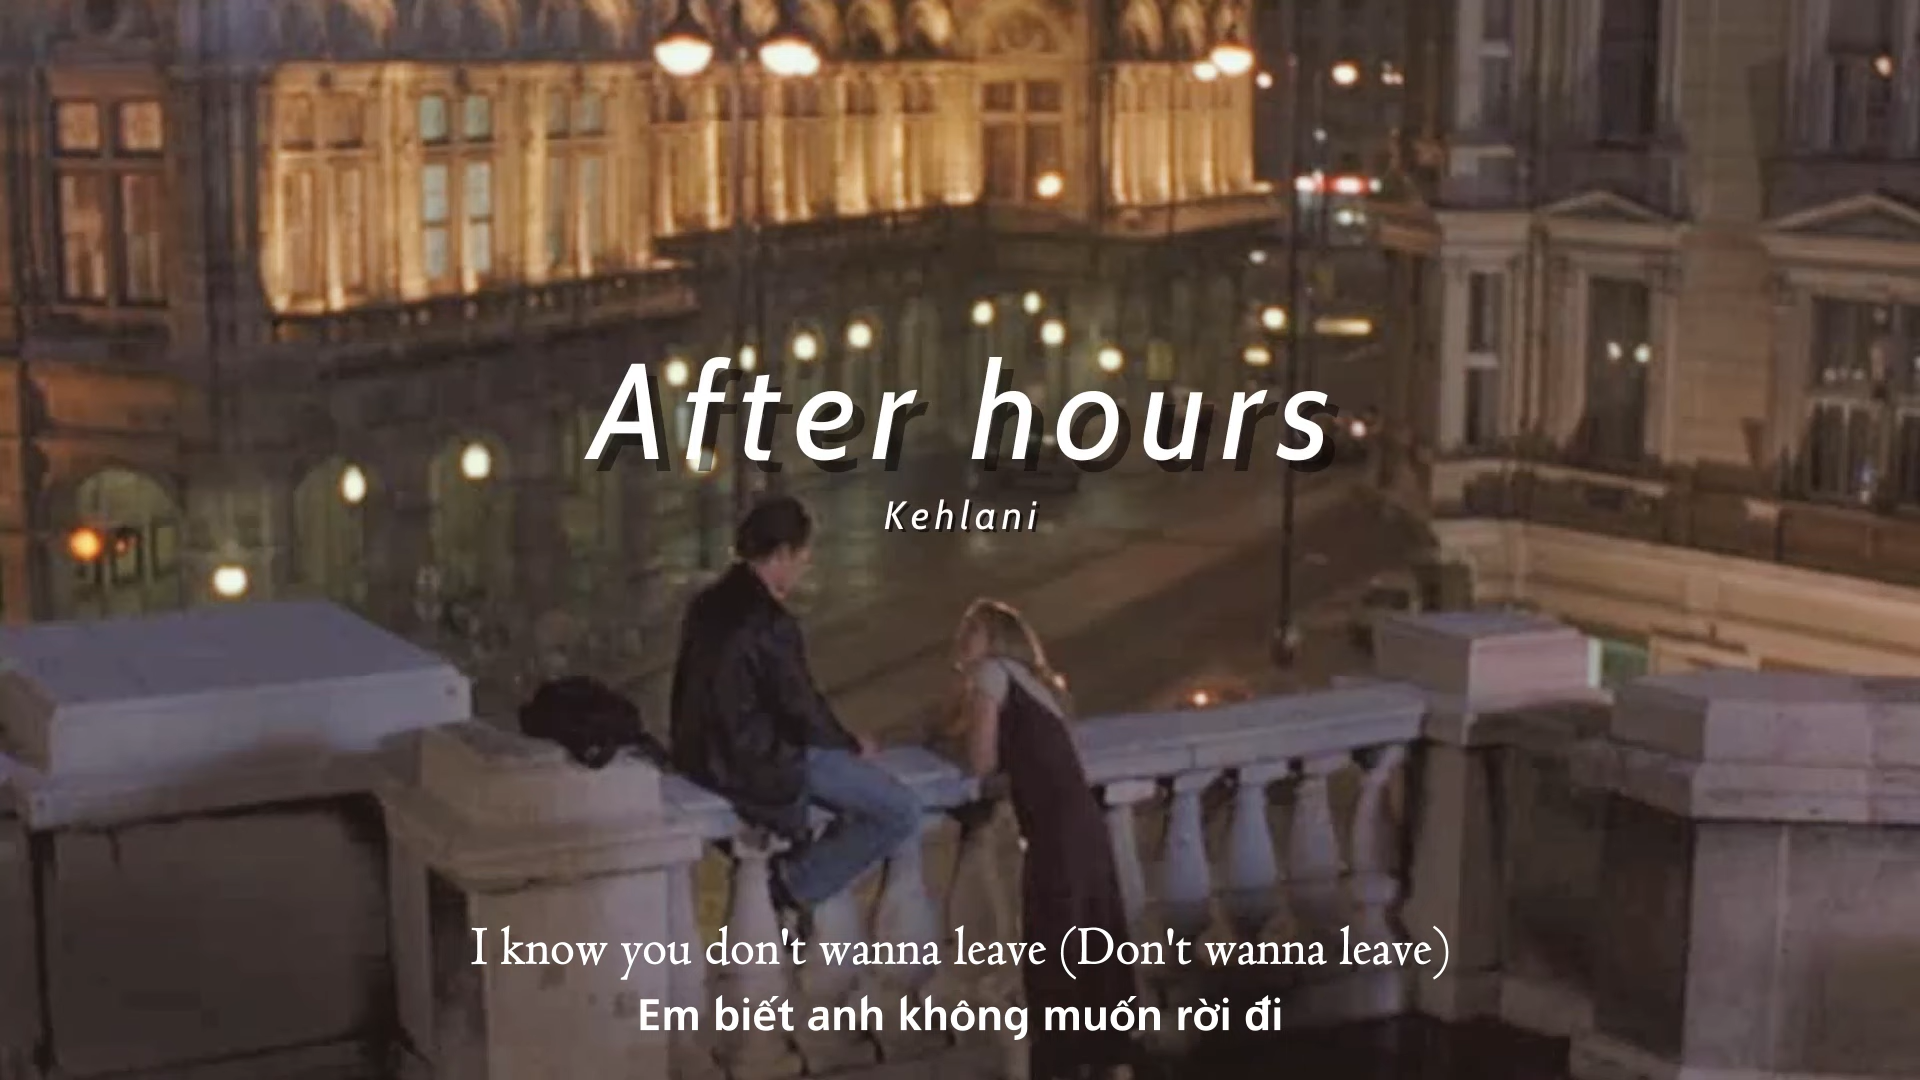 After hours
Kehlani
I know you don't wanna leave (Don't wanna leave)
Em biết anh không muốn rời đi